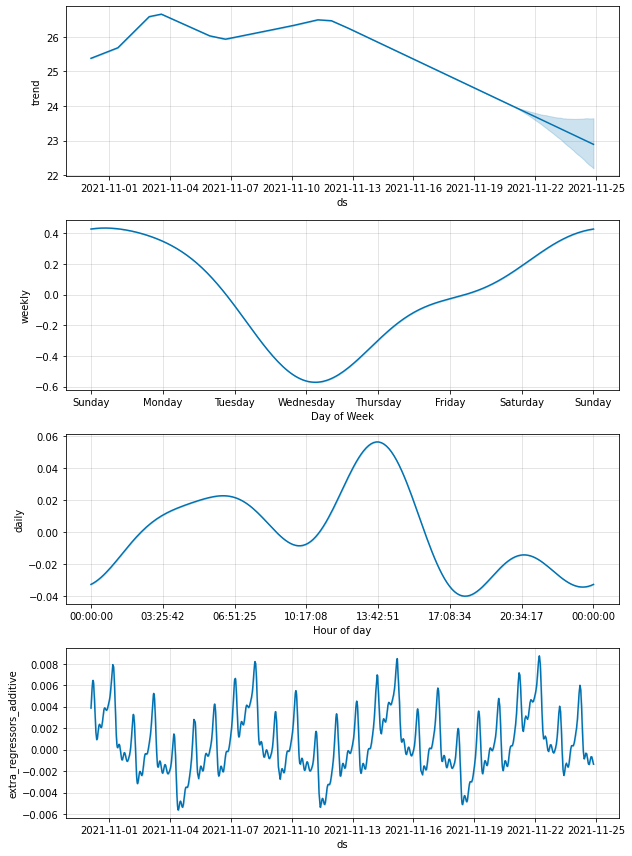 26
25
24
23
22
trend
2021-11-01 2021-11-04 2021-11-07 2021-11-10 2021-11-13 2021-11-16 2021-11-19 2021-11-22 2021-11-25
ds
0.4
0.2
0.0
−0.2
−0.4
−0.6
weekly
Sunday Monday Tuesday Wednesday Thursday Friday Saturday Sunday
Day of Week
0.06
0.04
0.02
0.00
−0.02
−0.04
daily
00:00:00 03:25:42 06:51:25 10:17:08 13:42:51 17:08:34 20:34:17 00:00:00
Hour of day
0.008
0.006
0.004
0.002
0.000
−0.002
−0.004
−0.006
extra_regressors_additive
2021-11-01 2021-11-04 2021-11-07 2021-11-10 2021-11-13 2021-11-16 2021-11-19 2021-11-22 2021-11-25
ds